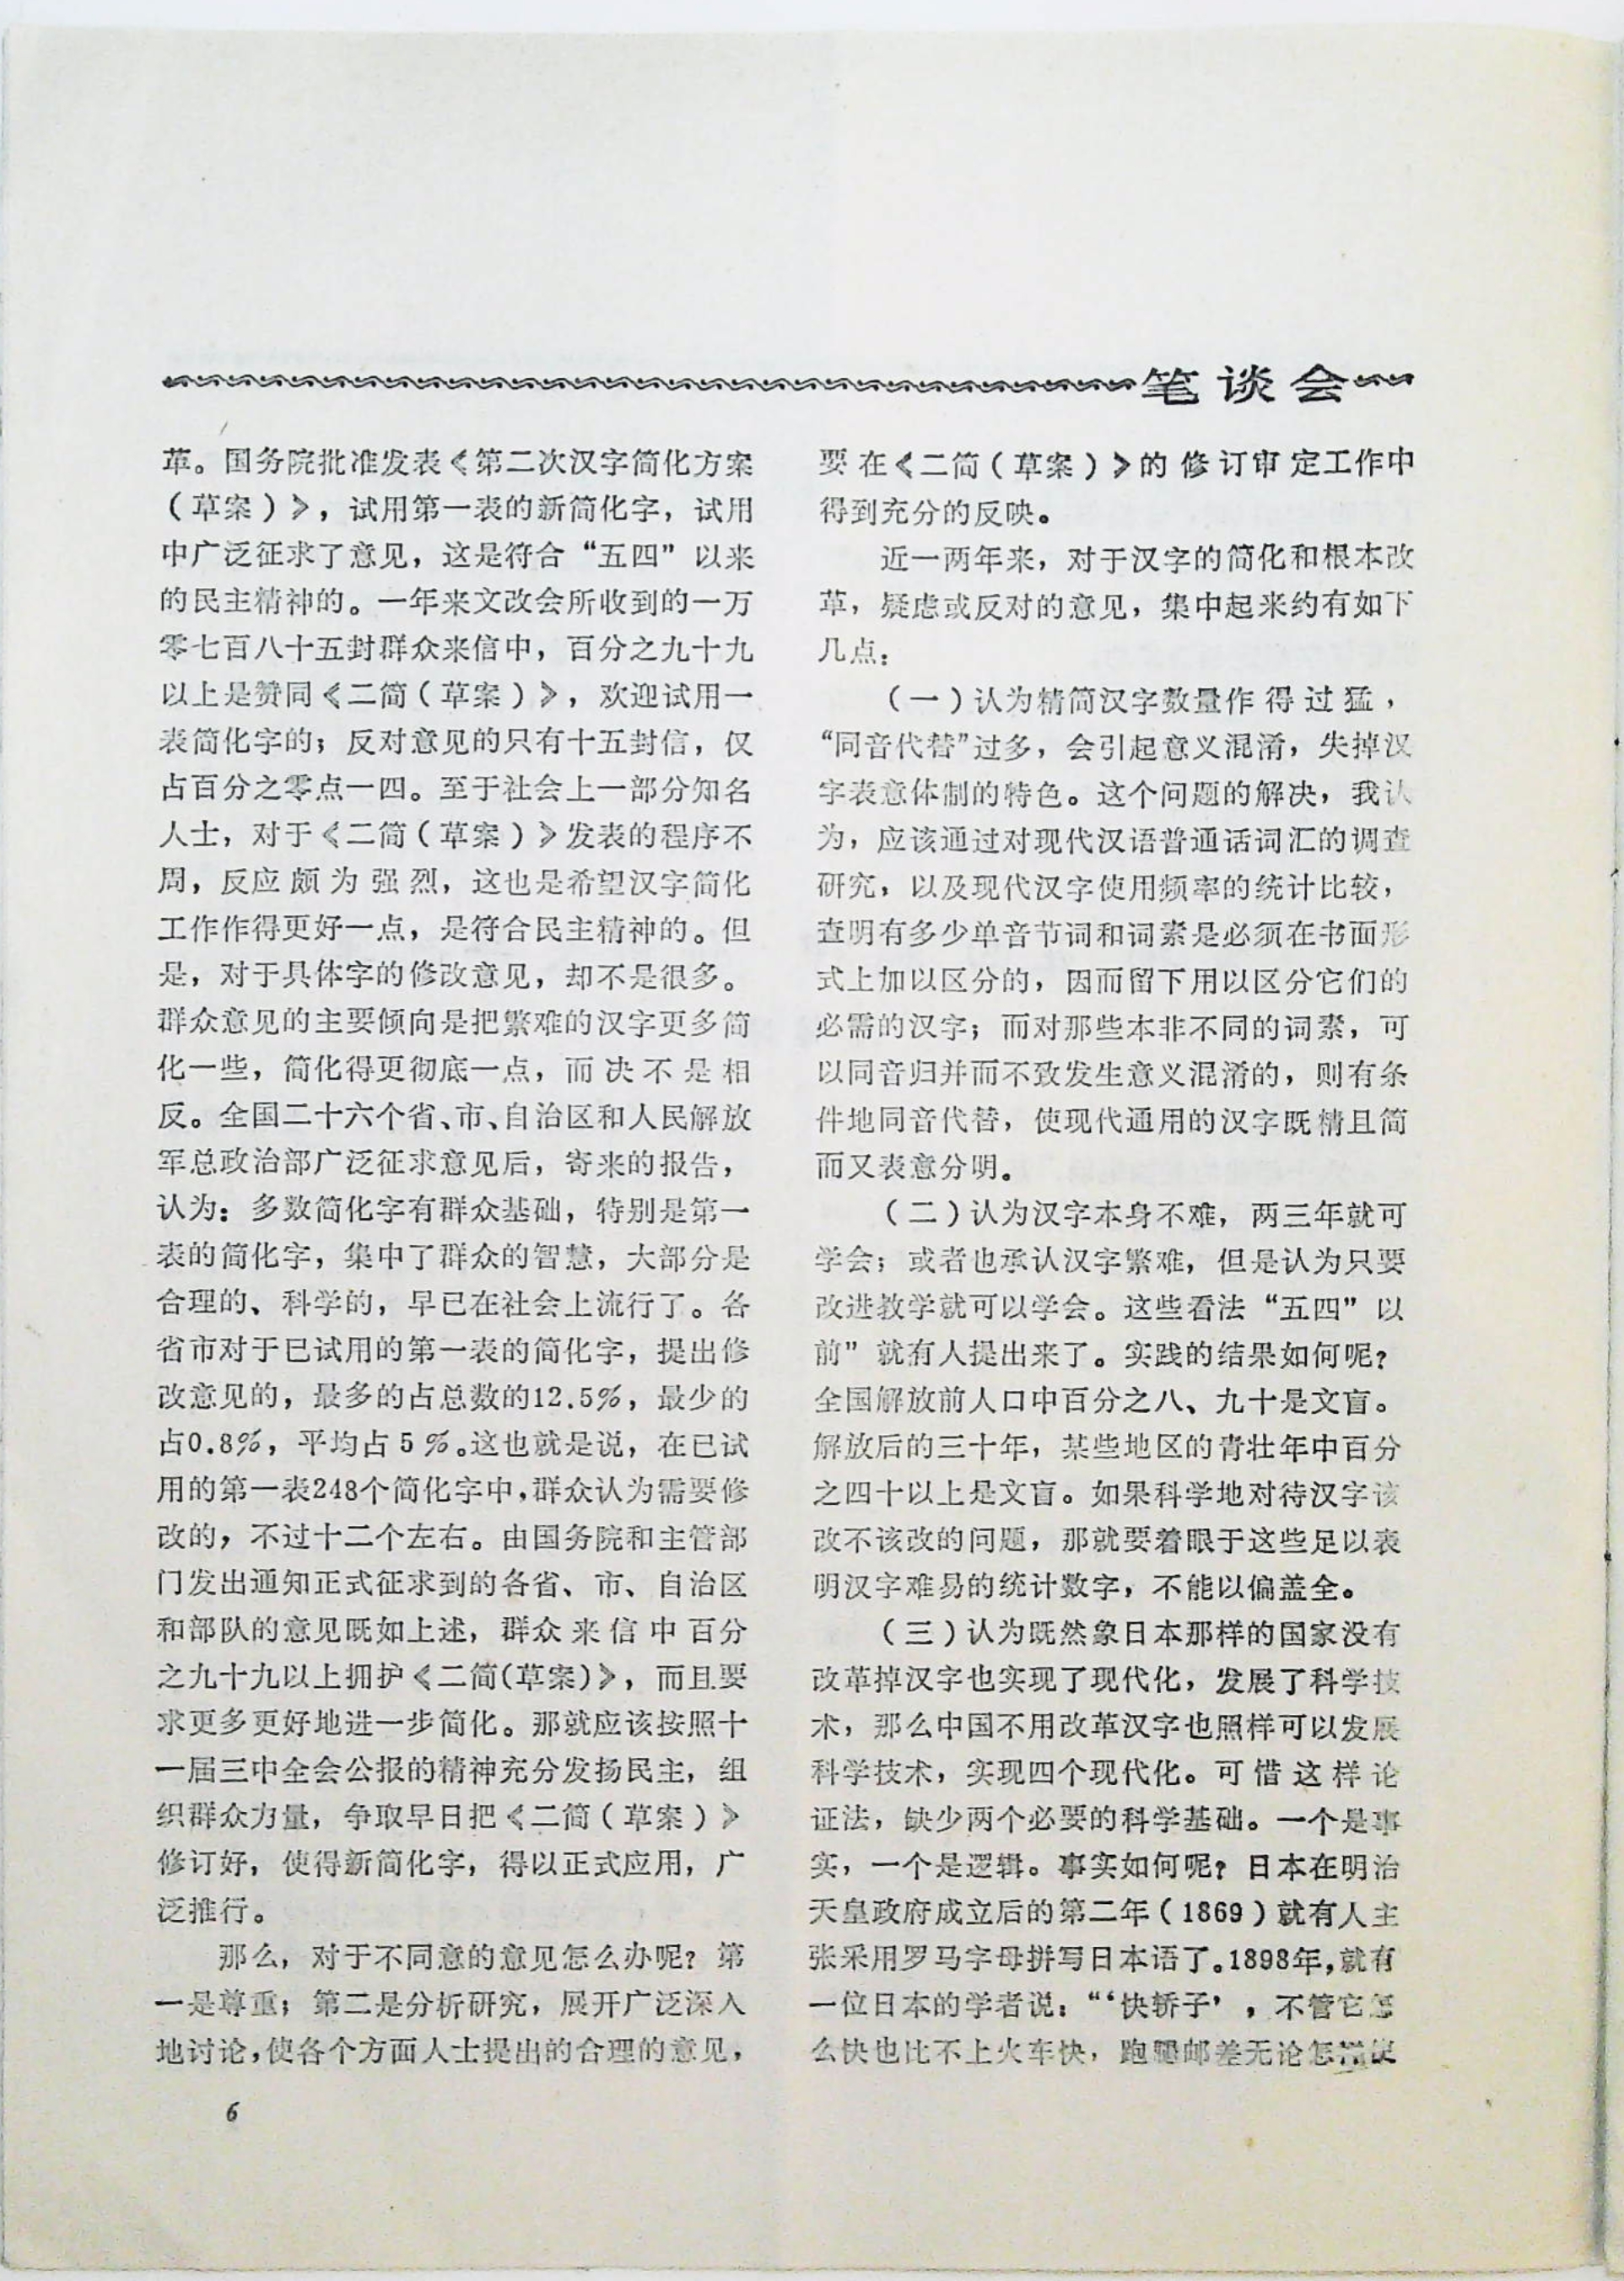 笔谈会
革。国务院批准发表《第二次汉字简化方案
（草案）》，试用第一表的新简化字，试用
中广泛征求了意见，这是符合“五四”以来
的民主精神的。一年来文改会所收到的一万
零七百八十五封群众来信中，百分之九十九
以上是赞同《二简（草案）》，欢迎试用一
表简化字的；反对意见的只有十五封信，仅
占百分之零点一四。至于社会上一部分知名
人士，对于《二简（草案）》发表的程序不
周，反应颇为强烈，这也是希望汉字简化
工作作得更好一点，是符合民主精神的。但
是，对于具体字的修改意见，却不是很多。
群众意见的主要倾向是把繁难的汉字更多简
化一些，简化得更彻底一点，而决不是相
反。全国二十六个省、市、自治区和人民解放
军总政治部广泛征求意见后，寄来的报告，
认为：多数简化字有群众基础，特别是第一
表的简化字，集中了群众的智慧，大部分是
合理的、科学的，早已在社会上流行了。各
省市对于已试用的第一表的简化字，提出修
改意见的，最多的占总数的12.5%，最少的
占0.8%，平均占5%。这也就是说，在已试
用的第一表248个简化字中，群众认为需要修
改的，不过十二个左右。由国务院和主管部
门发出通知正式征求到的各省、市、自治区
和部队的意见既如上述，群众来信中百分
之九十九以上拥护《二简(草案)》，而且要
求更多更好地进一步简化。那就应该按照十
一届三中全会公报的精神充分发扬民主，组
织群众力量，争取早日把《二简（草案）》
修订好，使得新简化字，得以正式应用，广
泛推行。
那么，对于不同意的意见怎么办呢？第
一是尊重；第二是分析研究，展开广泛深入
地讨论，使各个方面人士提出的合理的意见，
要在《二简（草案）》的修订审定工作中
得到充分的反映。
近一两年来，对于汉字的简化和根本改
革，疑虑或反对的意见，集中起来约有如下
几点：
（一）认为精简汉字数量作得过猛，
“同音代替”过多，会引起意义混淆，失掉汉
字表意体制的特色。这个问题的解决，我认
为，应该通过对现代汉语普通话词汇的调查
研究，以及现代汉字使用频率的统计比较，
查明有多少单音节词和词素是必须在书面形
式上加以区分的，因而留下用以区分它们的
必需的汉字；而对那些本非不同的词素，可
以同音归并而不致发生意义混淆的，则有条
件地同音代替，使现代通用的汉字既精且简
而又表意分明。
（二）认为汉字本身不难，两三年就可
学会；或者也承认汉字繁难，但是认为只要
改进教学就可以学会。这些看法“五四”以
前”就有人提出来了。实践的结果如何呢？
全国解放前人口中百分之八、九十是文盲。
解放后的三十年，某些地区的青壮年中百分
之四十以上是文盲。如果科学地对待汉字该
改不该改的问题，那就要着眼于这些足以表
明汉字难易的统计数字，不能以偏盖全。
（三）认为既然象日本那样的国家没有
改革掉汉字也实现了现代化，发展了科学技
术，那么中国不用改革汉字也照样可以发展
科学技术，实现四个现代化。可惜这样论
证法，缺少两个必要的科学基础。一个是事
实，一个是逻辑。事实如何呢？日本在明治
天皇政府成立后的第二年（1869）就有人主
张采用罗马字母拼写日本语了。1898年，就有
一位日本的学者说：“‘快轿子’，不管它怎
么快也比不上火车快，跑腿邮差无论怎
6